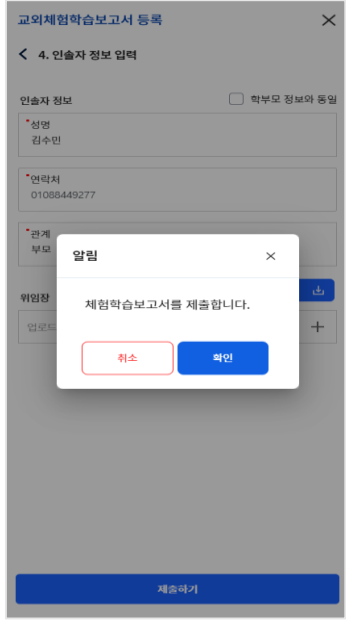 교외체험학습보고서 등록
4. 인솔자 정보 입력
인솔자 정보
학부모 정보와 동일
*성명
김수민
*연락처
01088449277
*관계
부모
알림
체험학습보고서를 제출합니다.
취소 확인
위임장
업로드
제출하기